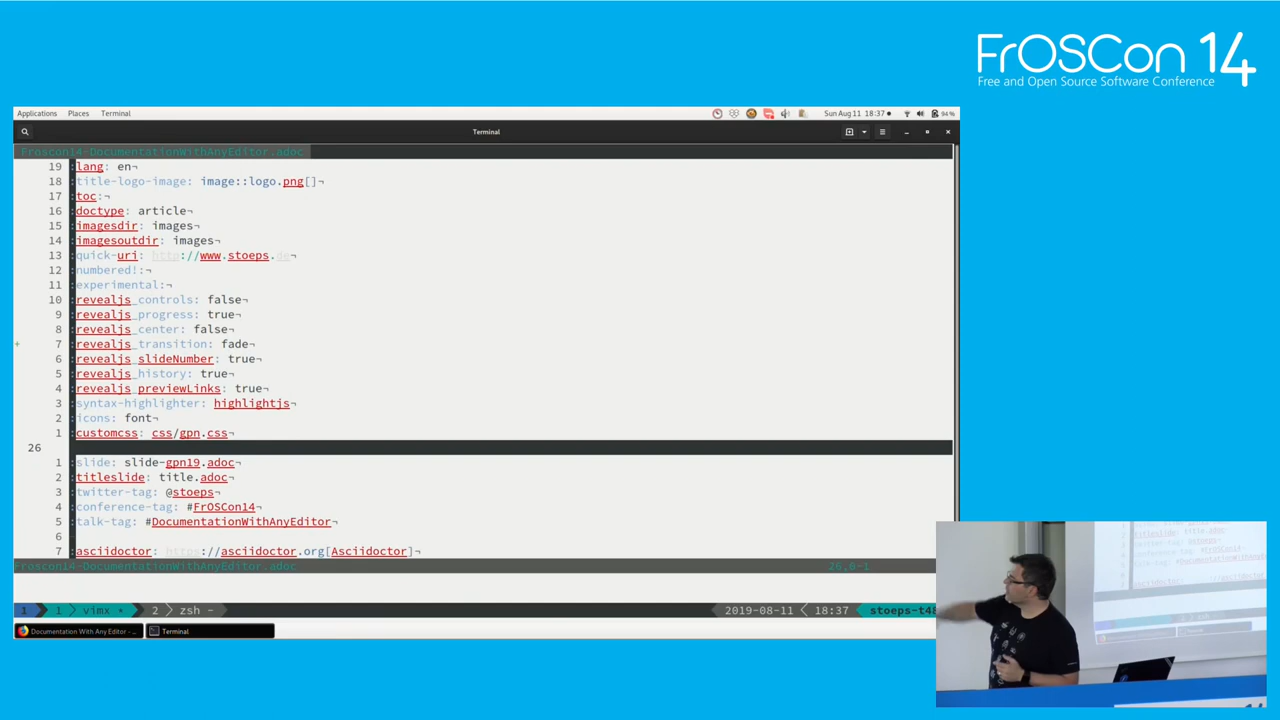 FrOSCon 14
Free and Open Source Software Conference
Applications Places Terminal Sun Aug 11 18:37 94 %
Terminal
Froscon14-DocumentationWithAnyEditor.adoc
19 :lang: en¬
18 :title-logo-image: image::logo.png[]¬
17 :toc:¬
16 :doctype: article¬
15 :imagesdir: images¬
14 :imagesoutdir: images¬
13 :quick-uri: http://www.stoeps.de¬
12 :numbered!:¬
11 :experimental:¬
10 :revealjs_controls: false¬
9 :revealjs_progress: true¬
8 :revealjs_center: false¬
+ 7 :revealjs_transition: fade¬
6 :revealjs_slideNumber: true¬
5 :revealjs_history: true¬
4 :revealjs_previewLinks: true¬
3 :syntax-highlighter: highlightjs¬
2 :icons: font¬
1 :customcss: css/gpn.css¬
26
1 :slide: slide-gpn19.adoc¬
2 :titleslide: title.adoc¬
3 :twitter-tag: @stoeps¬
4 :conference-tag: #FrOSCon14¬
5 :talk-tag: #DocumentationWithAnyEditor¬
6 ¬
7 :asciidoctor: https://asciidoctor.org[Asciidoctor]¬
Froscon14-DocumentationWithAnyEditor.adoc 26,0-1
1 1 vimx * 2 zsh - 2019-08-11 18:37 stoeps-t48
Documentation With Any Editor - ... Terminal